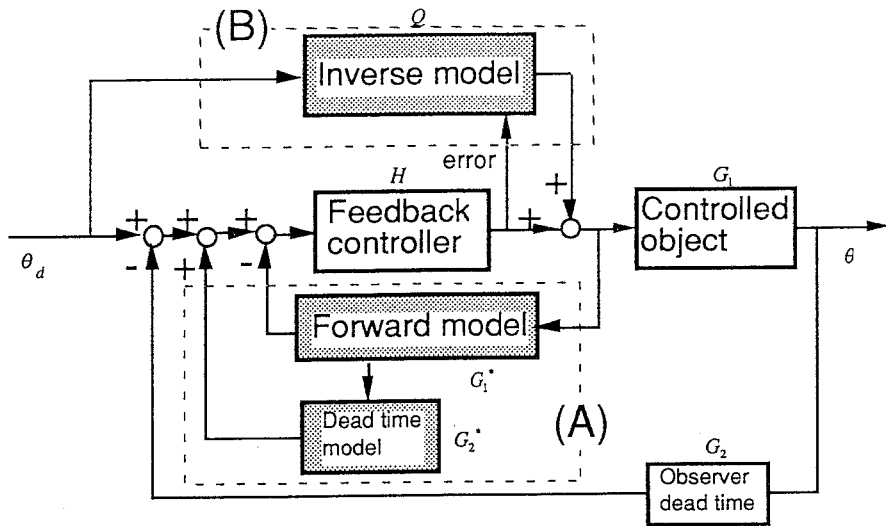 (B)
Q
Inverse model
error
H
G₁
+
Feedback
controller
+
Controlled
object
+
+
+
θ_d
-
+
-
θ
Forward model
G₁*
Dead time
model
G₂*
(A)
G₂
Observer
dead time